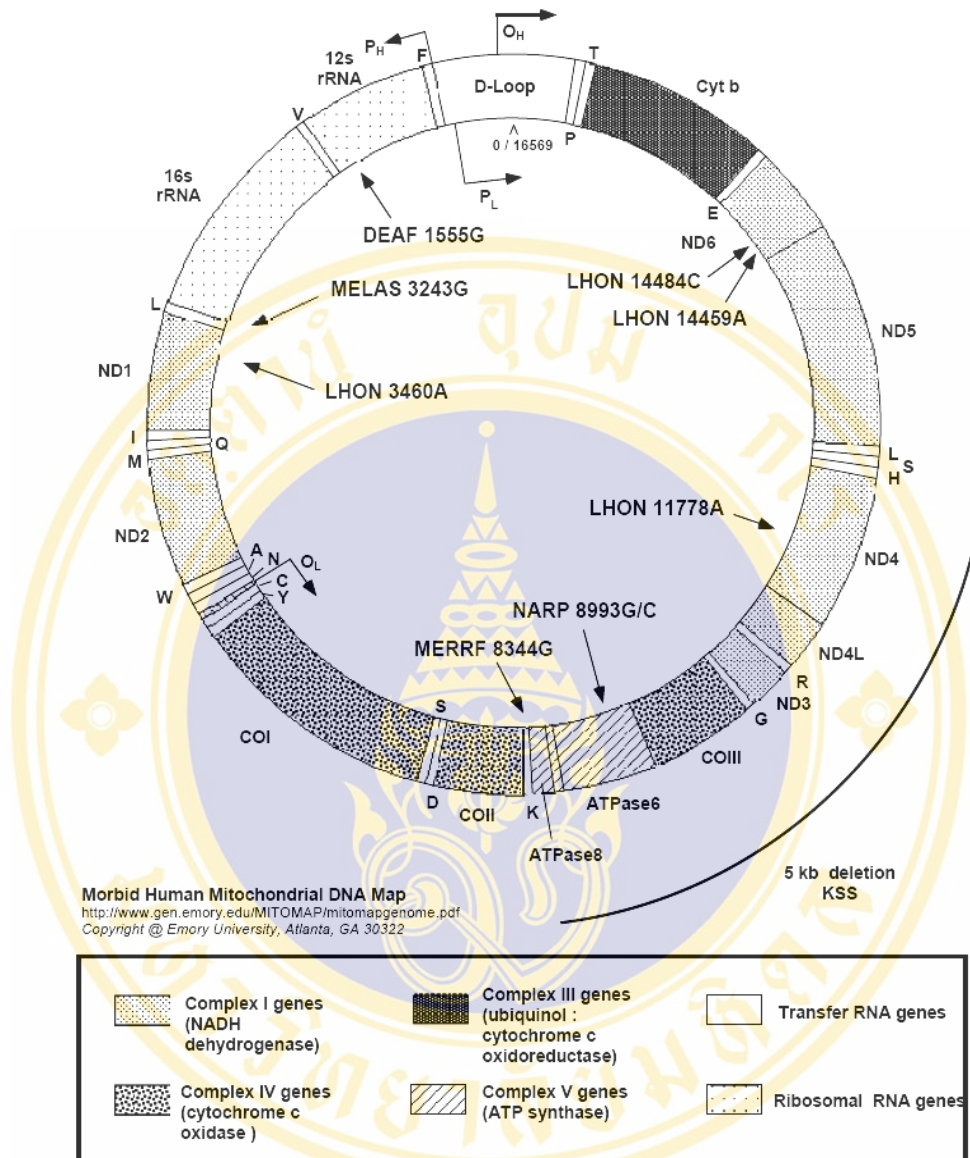 O_H
P_H
12s
rRNA
F
D-Loop
T
Cyt b
0 / 16569
P
P_L
V
16s
rRNA
E
ND6
DEAF 1555G
LHON 14484C
MELAS 3243G
LHON 14459A
L
ND5
ND1
LHON 3460A
I
Q
M
L
S
H
LHON 11778A
ND2
ND4
A
N
O_L
C
Y
W
NARP 8993G/C
MERRF 8344G
ND4L
R
ND3
G
S
COI
COIII
D
COII
K
ATPase6
ATPase8
5 kb deletion
KSS
Morbid Human Mitochondrial DNA Map
http://www.gen.emory.edu/MITOMAP/mitomapgenome.pdf
Copyright @ Emory University, Atlanta, GA 30322
Complex I genes
(NADH
dehydrogenase)
Complex III genes
(ubiquinol :
cytochrome c
oxidoreductase)
Transfer RNA genes
Complex IV genes
(cytochrome c
oxidase )
Complex V genes
(ATP synthase)
Ribosomal RNA genes